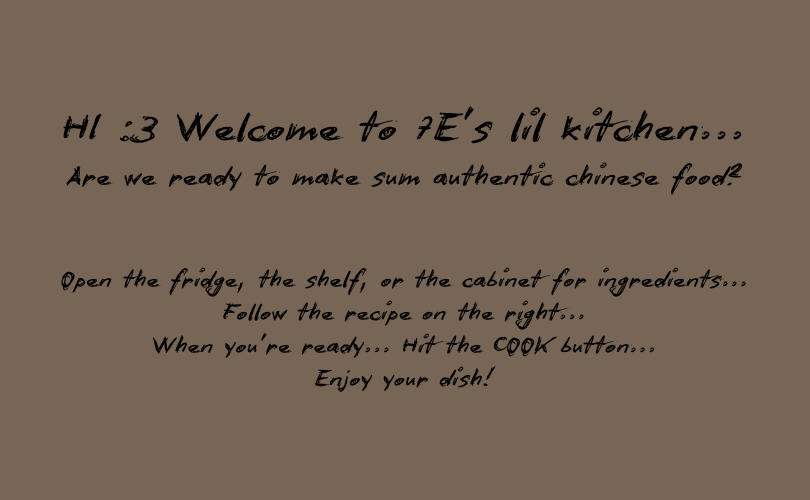 HI :3 Welcome to 7E's lil kitchen...
Are we ready to make sum authentic chinese food?
Open the fridge, the shelf, or the cabinet for ingredients...
Follow the recipe on the right...
When you're ready... Hit the COOK button...
Enjoy your dish!